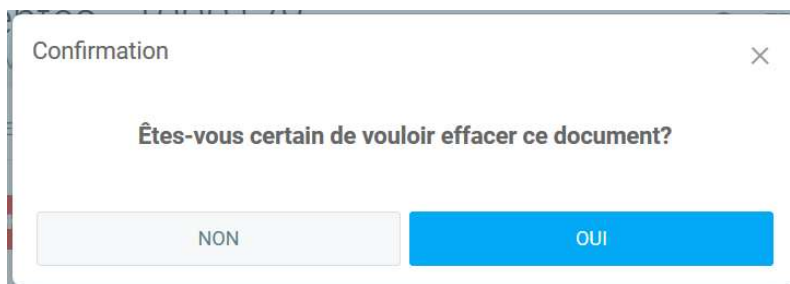 Confirmation
Êtes-vous certain de vouloir effacer ce document?
NON
OUI